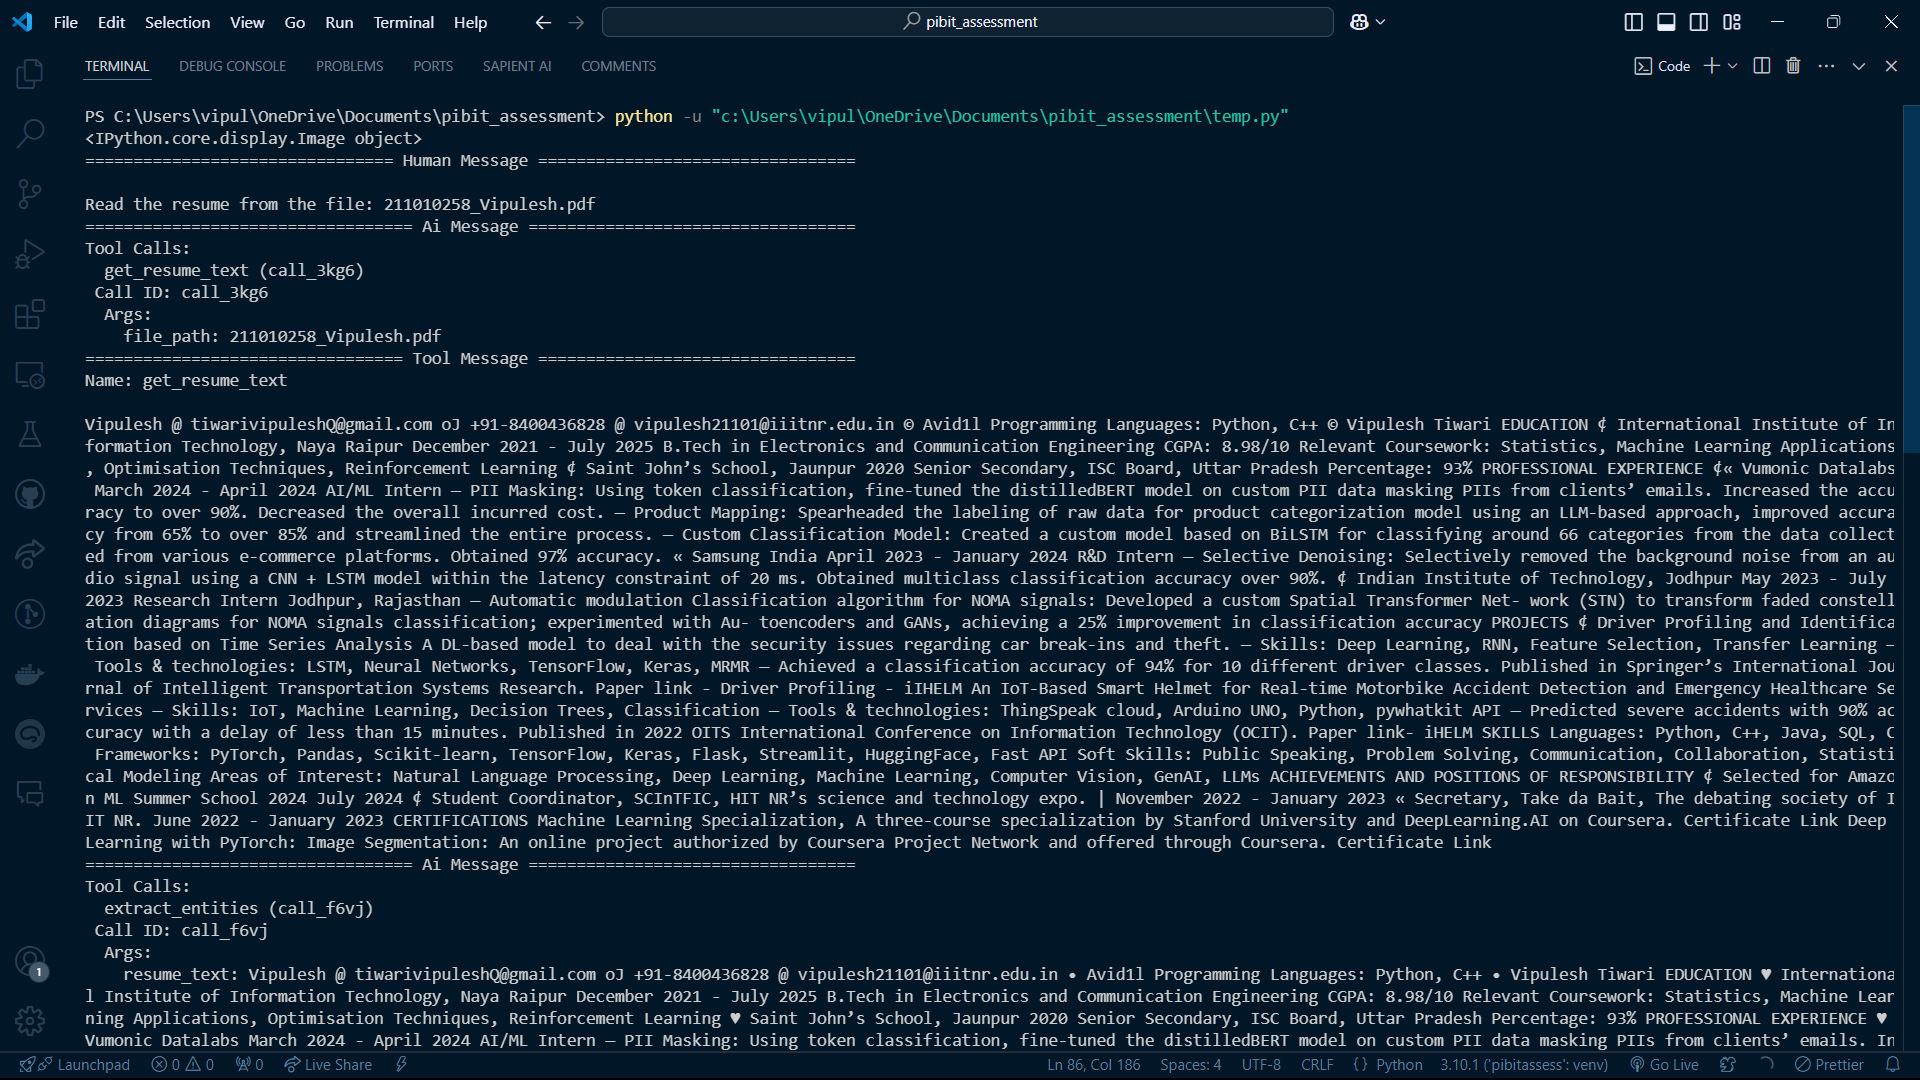 File Edit Selection View Go Run Terminal Help pibit_assessment
TERMINAL DEBUG CONSOLE PROBLEMS PORTS SAPIENT AI COMMENTS Code
PS C:\Users\vipul\OneDrive\Documents\pibit_assessment> python -u "c:\Users\vipul\OneDrive\Documents\pibit_assessment\temp.py"
<IPython.core.display.Image object>
================================ Human Message =================================
Read the resume from the file: 211010258_Vipulesh.pdf
================================== Ai Message ==================================
Tool Calls:
get_resume_text (call_3kg6)
Call ID: call_3kg6
Args:
file_path: 211010258_Vipulesh.pdf
================================= Tool Message =================================
Name: get_resume_text
Vipulesh @ tiwarivipuleshQ@gmail.com oJ +91-8400436828 @ vipulesh21101@iiitnr.edu.in © Avid1l Programming Languages: Python, C++ © Vipulesh Tiwari EDUCATION ¢ International Institute of In
formation Technology, Naya Raipur December 2021 - July 2025 B.Tech in Electronics and Communication Engineering CGPA: 8.98/10 Relevant Coursework: Statistics, Machine Learning Applications
, Optimisation Techniques, Reinforcement Learning ¢ Saint John’s School, Jaunpur 2020 Senior Secondary, ISC Board, Uttar Pradesh Percentage: 93% PROFESSIONAL EXPERIENCE ¢« Vumonic Datalabs
March 2024 - April 2024 AI/ML Intern — PII Masking: Using token classification, fine-tuned the distilledBERT model on custom PII data masking PIIs from clients’ emails. Increased the accu
racy to over 90%. Decreased the overall incurred cost. — Product Mapping: Spearheaded the labeling of raw data for product categorization model using an LLM-based approach, improved accura
cy from 65% to over 85% and streamlined the entire process. — Custom Classification Model: Created a custom model based on BiLSTM for classifying around 66 categories from the data collect
ed from various e-commerce platforms. Obtained 97% accuracy. « Samsung India April 2023 - January 2024 R&D Intern — Selective Denoising: Selectively removed the background noise from an au
dio signal using a CNN + LSTM model within the latency constraint of 20 ms. Obtained multiclass classification accuracy over 90%. ¢ Indian Institute of Technology, Jodhpur May 2023 - July
2023 Research Intern Jodhpur, Rajasthan — Automatic modulation Classification algorithm for NOMA signals: Developed a custom Spatial Transformer Net- work (STN) to transform faded constell
ation diagrams for NOMA signals classification; experimented with Au- toencoders and GANs, achieving a 25% improvement in classification accuracy PROJECTS ¢ Driver Profiling and Identifica
tion based on Time Series Analysis A DL-based model to deal with the security issues regarding car break-ins and theft. — Skills: Deep Learning, RNN, Feature Selection, Transfer Learning —
Tools & technologies: LSTM, Neural Networks, TensorFlow, Keras, MRMR — Achieved a classification accuracy of 94% for 10 different driver classes. Published in Springer’s International Jou
rnal of Intelligent Transportation Systems Research. Paper link - Driver Profiling - iIHELM An IoT-Based Smart Helmet for Real-time Motorbike Accident Detection and Emergency Healthcare Se
rvices — Skills: IoT, Machine Learning, Decision Trees, Classification — Tools & technologies: ThingSpeak cloud, Arduino UNO, Python, pywhatkit API — Predicted severe accidents with 90% ac
curacy with a delay of less than 15 minutes. Published in 2022 OITS International Conference on Information Technology (OCIT). Paper link- iHELM SKILLS Languages: Python, C++, Java, SQL, C
Frameworks: PyTorch, Pandas, Scikit-learn, TensorFlow, Keras, Flask, Streamlit, HuggingFace, Fast API Soft Skills: Public Speaking, Problem Solving, Communication, Collaboration, Statisti
cal Modeling Areas of Interest: Natural Language Processing, Deep Learning, Machine Learning, Computer Vision, GenAI, LLMs ACHIEVEMENTS AND POSITIONS OF RESPONSIBILITY ¢ Selected for Amazo
n ML Summer School 2024 July 2024 ¢ Student Coordinator, SCInTFIC, HIT NR’s science and technology expo. | November 2022 - January 2023 « Secretary, Take da Bait, The debating society of I
IT NR. June 2022 - January 2023 CERTIFICATIONS Machine Learning Specialization, A three-course specialization by Stanford University and DeepLearning.AI on Coursera. Certificate Link Deep
Learning with PyTorch: Image Segmentation: An online project authorized by Coursera Project Network and offered through Coursera. Certificate Link
================================== Ai Message ==================================
Tool Calls:
extract_entities (call_f6vj)
Call ID: call_f6vj
Args:
resume_text: Vipulesh @ tiwarivipuleshQ@gmail.com oJ +91-8400436828 @ vipulesh21101@iiitnr.edu.in • Avid1l Programming Languages: Python, C++ • Vipulesh Tiwari EDUCATION ♥ Internationa
l Institute of Information Technology, Naya Raipur December 2021 - July 2025 B.Tech in Electronics and Communication Engineering CGPA: 8.98/10 Relevant Coursework: Statistics, Machine Lear
ning Applications, Optimisation Techniques, Reinforcement Learning ♥ Saint John’s School, Jaunpur 2020 Senior Secondary, ISC Board, Uttar Pradesh Percentage: 93% PROFESSIONAL EXPERIENCE ♥
Vumonic Datalabs March 2024 - April 2024 AI/ML Intern — PII Masking: Using token classification, fine-tuned the distilledBERT model on custom PII data masking PIIs from clients’ emails. In
1
Launchpad 0 0 0 Live Share Ln 86, Col 186 Spaces: 4 UTF-8 CRLF {} Python 3.10.1 ('pibitassess': venv) Go Live Prettier